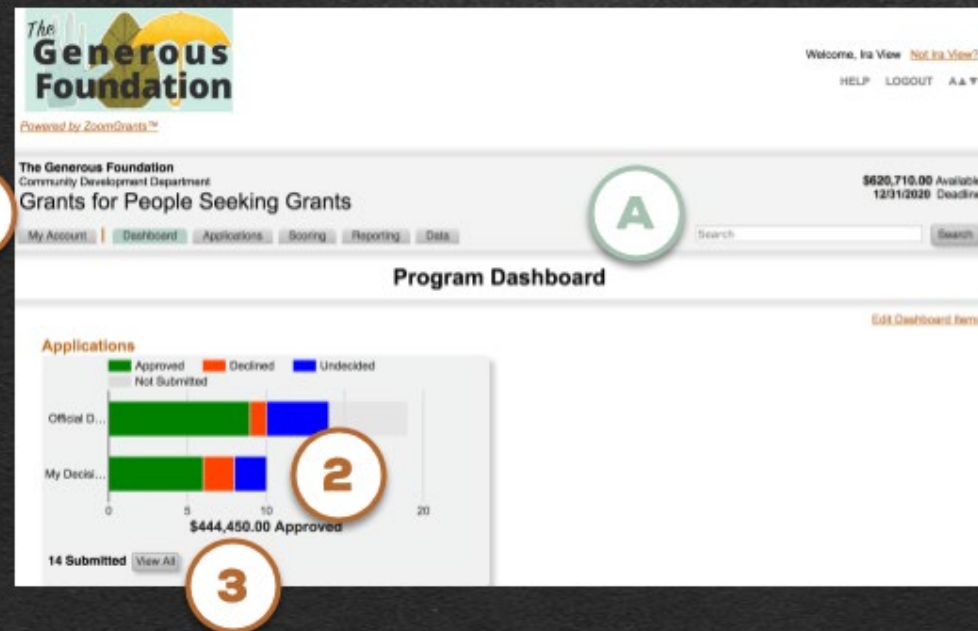 The
Generous
Foundation
Powered by ZoomGrants™
Welcome, Ira View Not Ira View?
HELP LOGOUT AA▼
The Generous Foundation
Community Development Department
Grants for People Seeking Grants
A
$620,710.00 Available
12/31/2020 Deadline
My Account Dashboard Applications Scoring Reporting Data
Search Search
Program Dashboard
Edit Dashboard Items
Applications
Approved Declined Undecided
Not Submitted
Official D...
My Decisi...
2
0 5 10 20
$444,450.00 Approved
14 Submitted View All
3